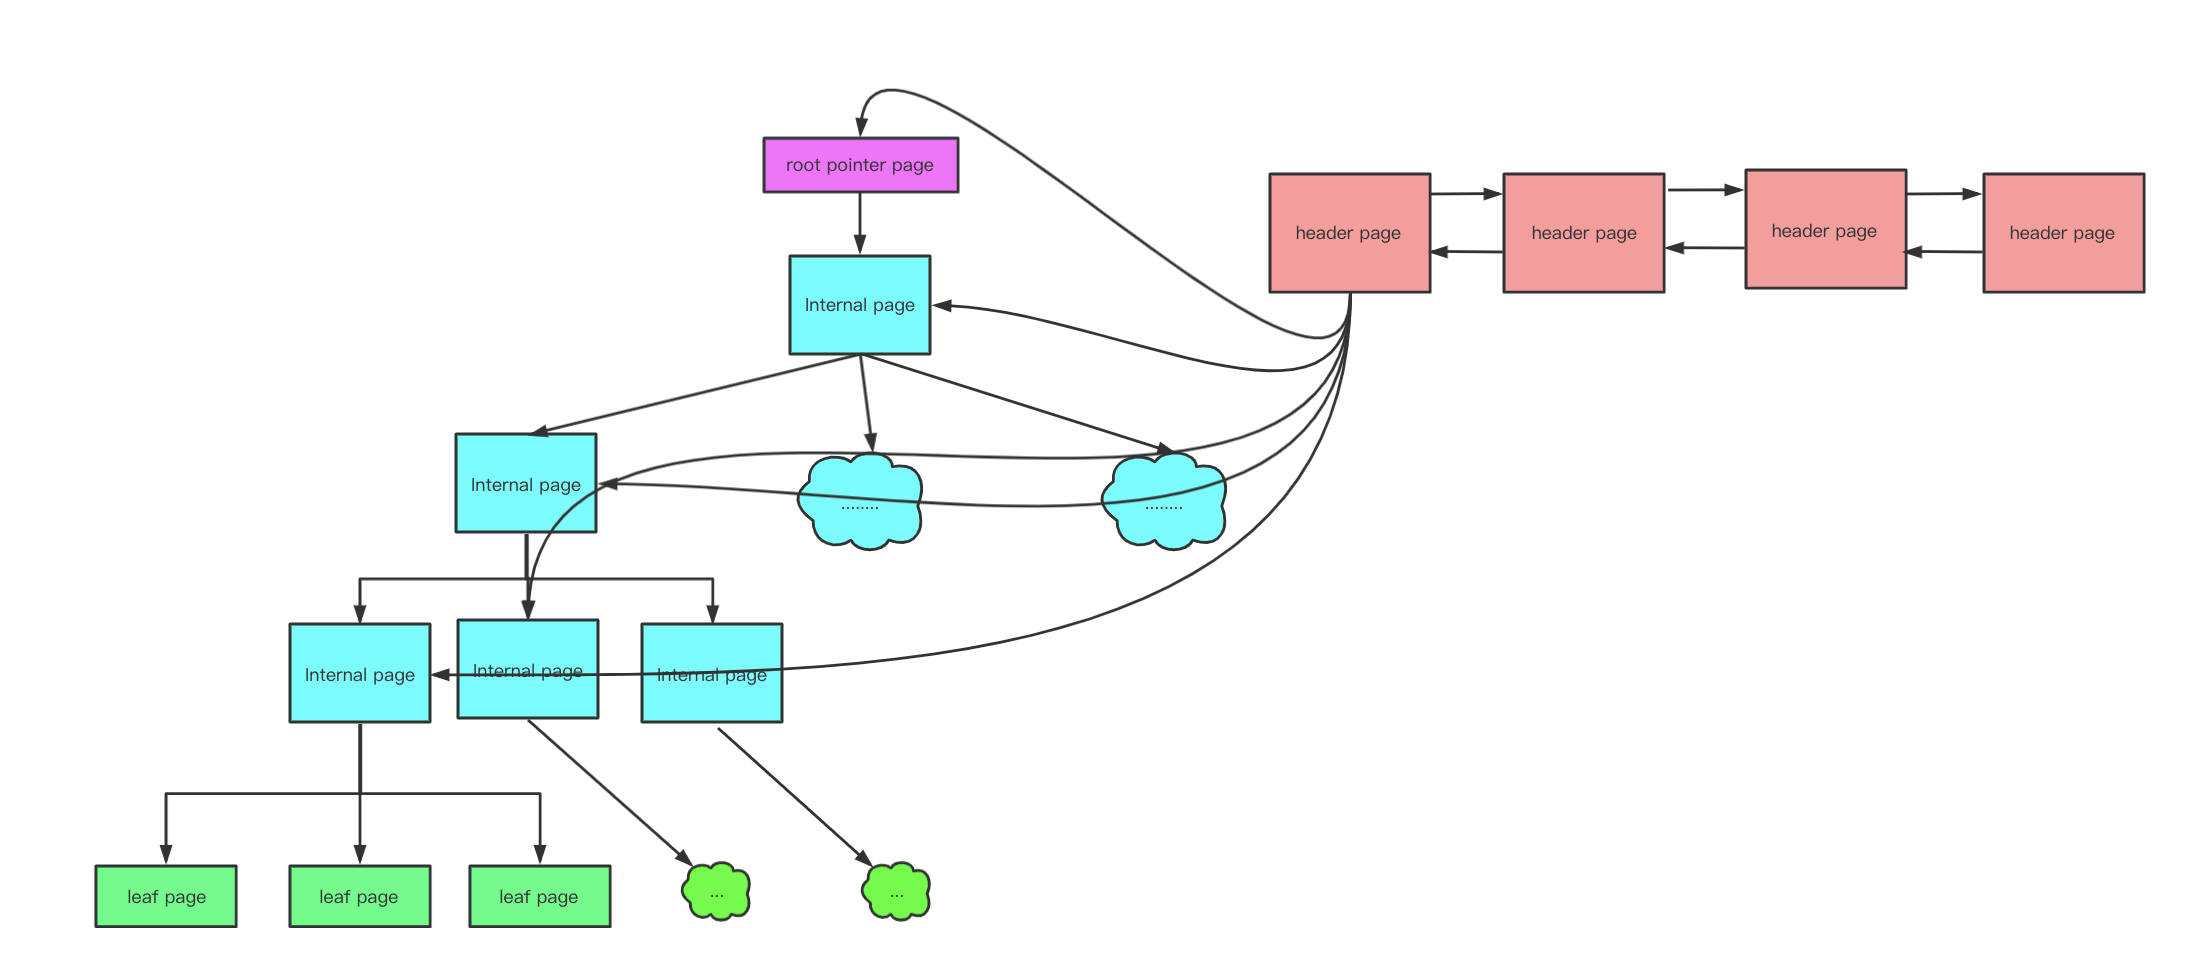 root pointer page
header page
header page
header page
header page
Internal page
Internal page
........
........
Internal page
Internal page
Internal page
leaf page
leaf page
leaf page
...
...